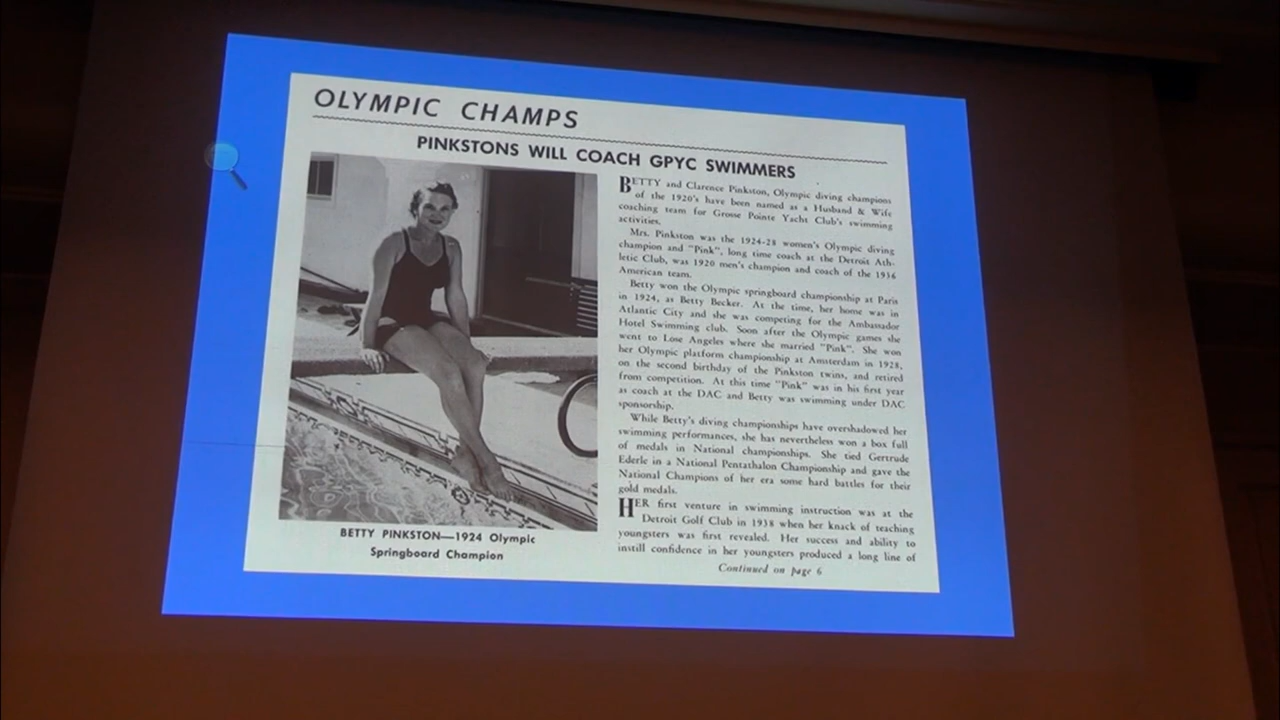 OLYMPIC CHAMPS
PINKSTONS WILL COACH GPYC SWIMMERS
BETTY and Clarence Pinkston, Olympic diving champions
of the 1920's have been named as a Husband & Wife
coaching team for Grosse Pointe Yacht Club's swimming
activities.
Mrs. Pinkston was the 1924-28 women's Olympic diving
champion and "Pink", long time coach at the Detroit Ath-
letic Club, was 1920 men's champion and coach of the 1936
American team.
Betty won the Olympic springboard championship at Paris
in 1924, as Betty Becker. At the time, her home was in
Atlantic City and she was competing for the Ambassador
Hotel Swimming club. Soon after the Olympic games she
went to Lose Angeles where she married "Pink". She won
her Olympic platform championship at Amsterdam in 1928,
on the second birthday of the Pinkston twins, and retired
from competition. At this time "Pink" was in his first year
as coach at the DAC and Betty was swimming under DAC
sponsorship.
While Betty's diving championships have overshadowed her
swimming performances, she has nevertheless won a box full
of medals in National championships. She tied Gertrude
Ederle in a National Pentathalon Championship and gave the
National Champions of her era some hard battles for their
gold medals.
HER first venture in swimming instruction was at the
Detroit Golf Club in 1938 when her knack of teaching
youngsters was first revealed. Her success and ability to
instill confidence in her youngsters produced a long line of
Continued on page 6
BETTY PINKSTON—1924 Olympic
Springboard Champion